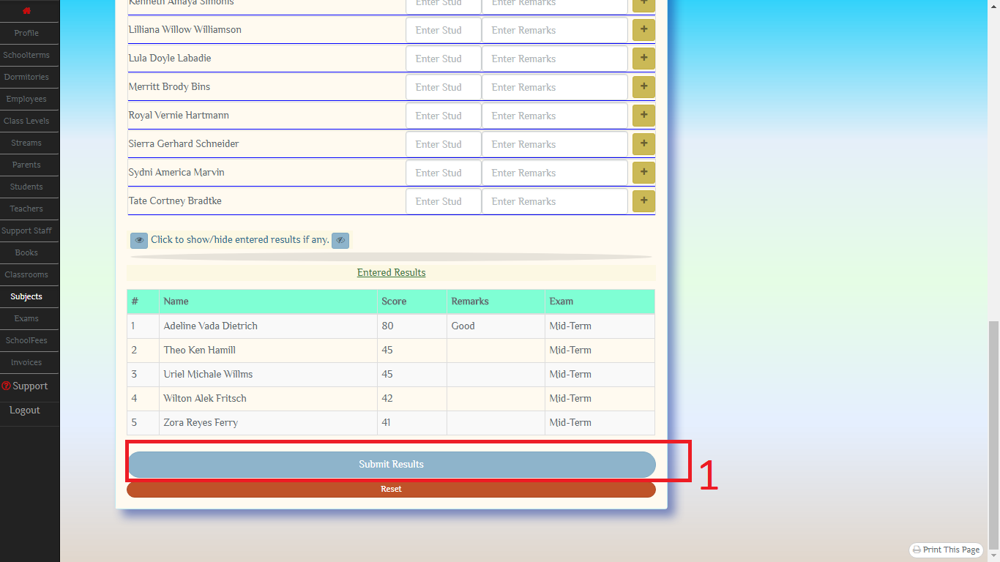 Profile
Schoolterms
Dormitories
Employees
Class Levels
Streams
Parents
Students
Teachers
Support Staff
Books
Classrooms
Subjects
Exams
SchoolFees
Invoices
Support
Logout
Kenneth Amaya Simonis Enter Stud Enter Remarks +
Lilliana Willow Williamson Enter Stud Enter Remarks +
Lula Doyle Labadie Enter Stud Enter Remarks +
Merritt Brody Bins Enter Stud Enter Remarks +
Royal Vernie Hartmann Enter Stud Enter Remarks +
Sierra Gerhard Schneider Enter Stud Enter Remarks +
Sydni America Marvin Enter Stud Enter Remarks +
Tate Cortney Bradtke Enter Stud Enter Remarks +
Click to show/hide entered results if any.
Entered Results
# Name Score Remarks Exam
1 Adeline Vada Dietrich 80 Good Mid-Term
2 Theo Ken Hamill 45 Mid-Term
3 Uriel Michale Willms 45 Mid-Term
4 Wilton Alek Fritsch 42 Mid-Term
5 Zora Reyes Ferry 41 Mid-Term
Submit Results
1
Reset
Print This Page